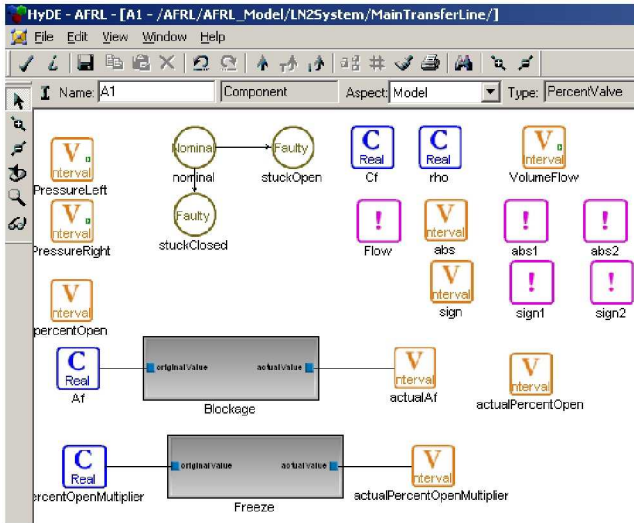 HyDE - AFRL - [A1 - /AFRL/AFRL_Model/LN2System/MainTransferLine/]
File Edit View Window Help
Name: A1 Component Aspect: Model Type: PercentValve
V nterval
PressureLeft
Nominal
nominal
Faulty
stuckOpen
C Real
Cf
C Real
rho
V nterval
VolumeFlow
V nterval
PressureRight
Faulty
stuckClosed
!
Flow
V nterval
abs
!
abs1
!
abs2
V nterval
percentOpen
V nterval
sign
!
sign1
!
sign2
C Real
Af
originalValue actualValue
Blockage
V nterval
actualAf
V nterval
actualPercentOpen
C Real
ercentOpenMultiplier
originalValue actualValue
Freeze
V nterval
actualPercentOpenMultiplier